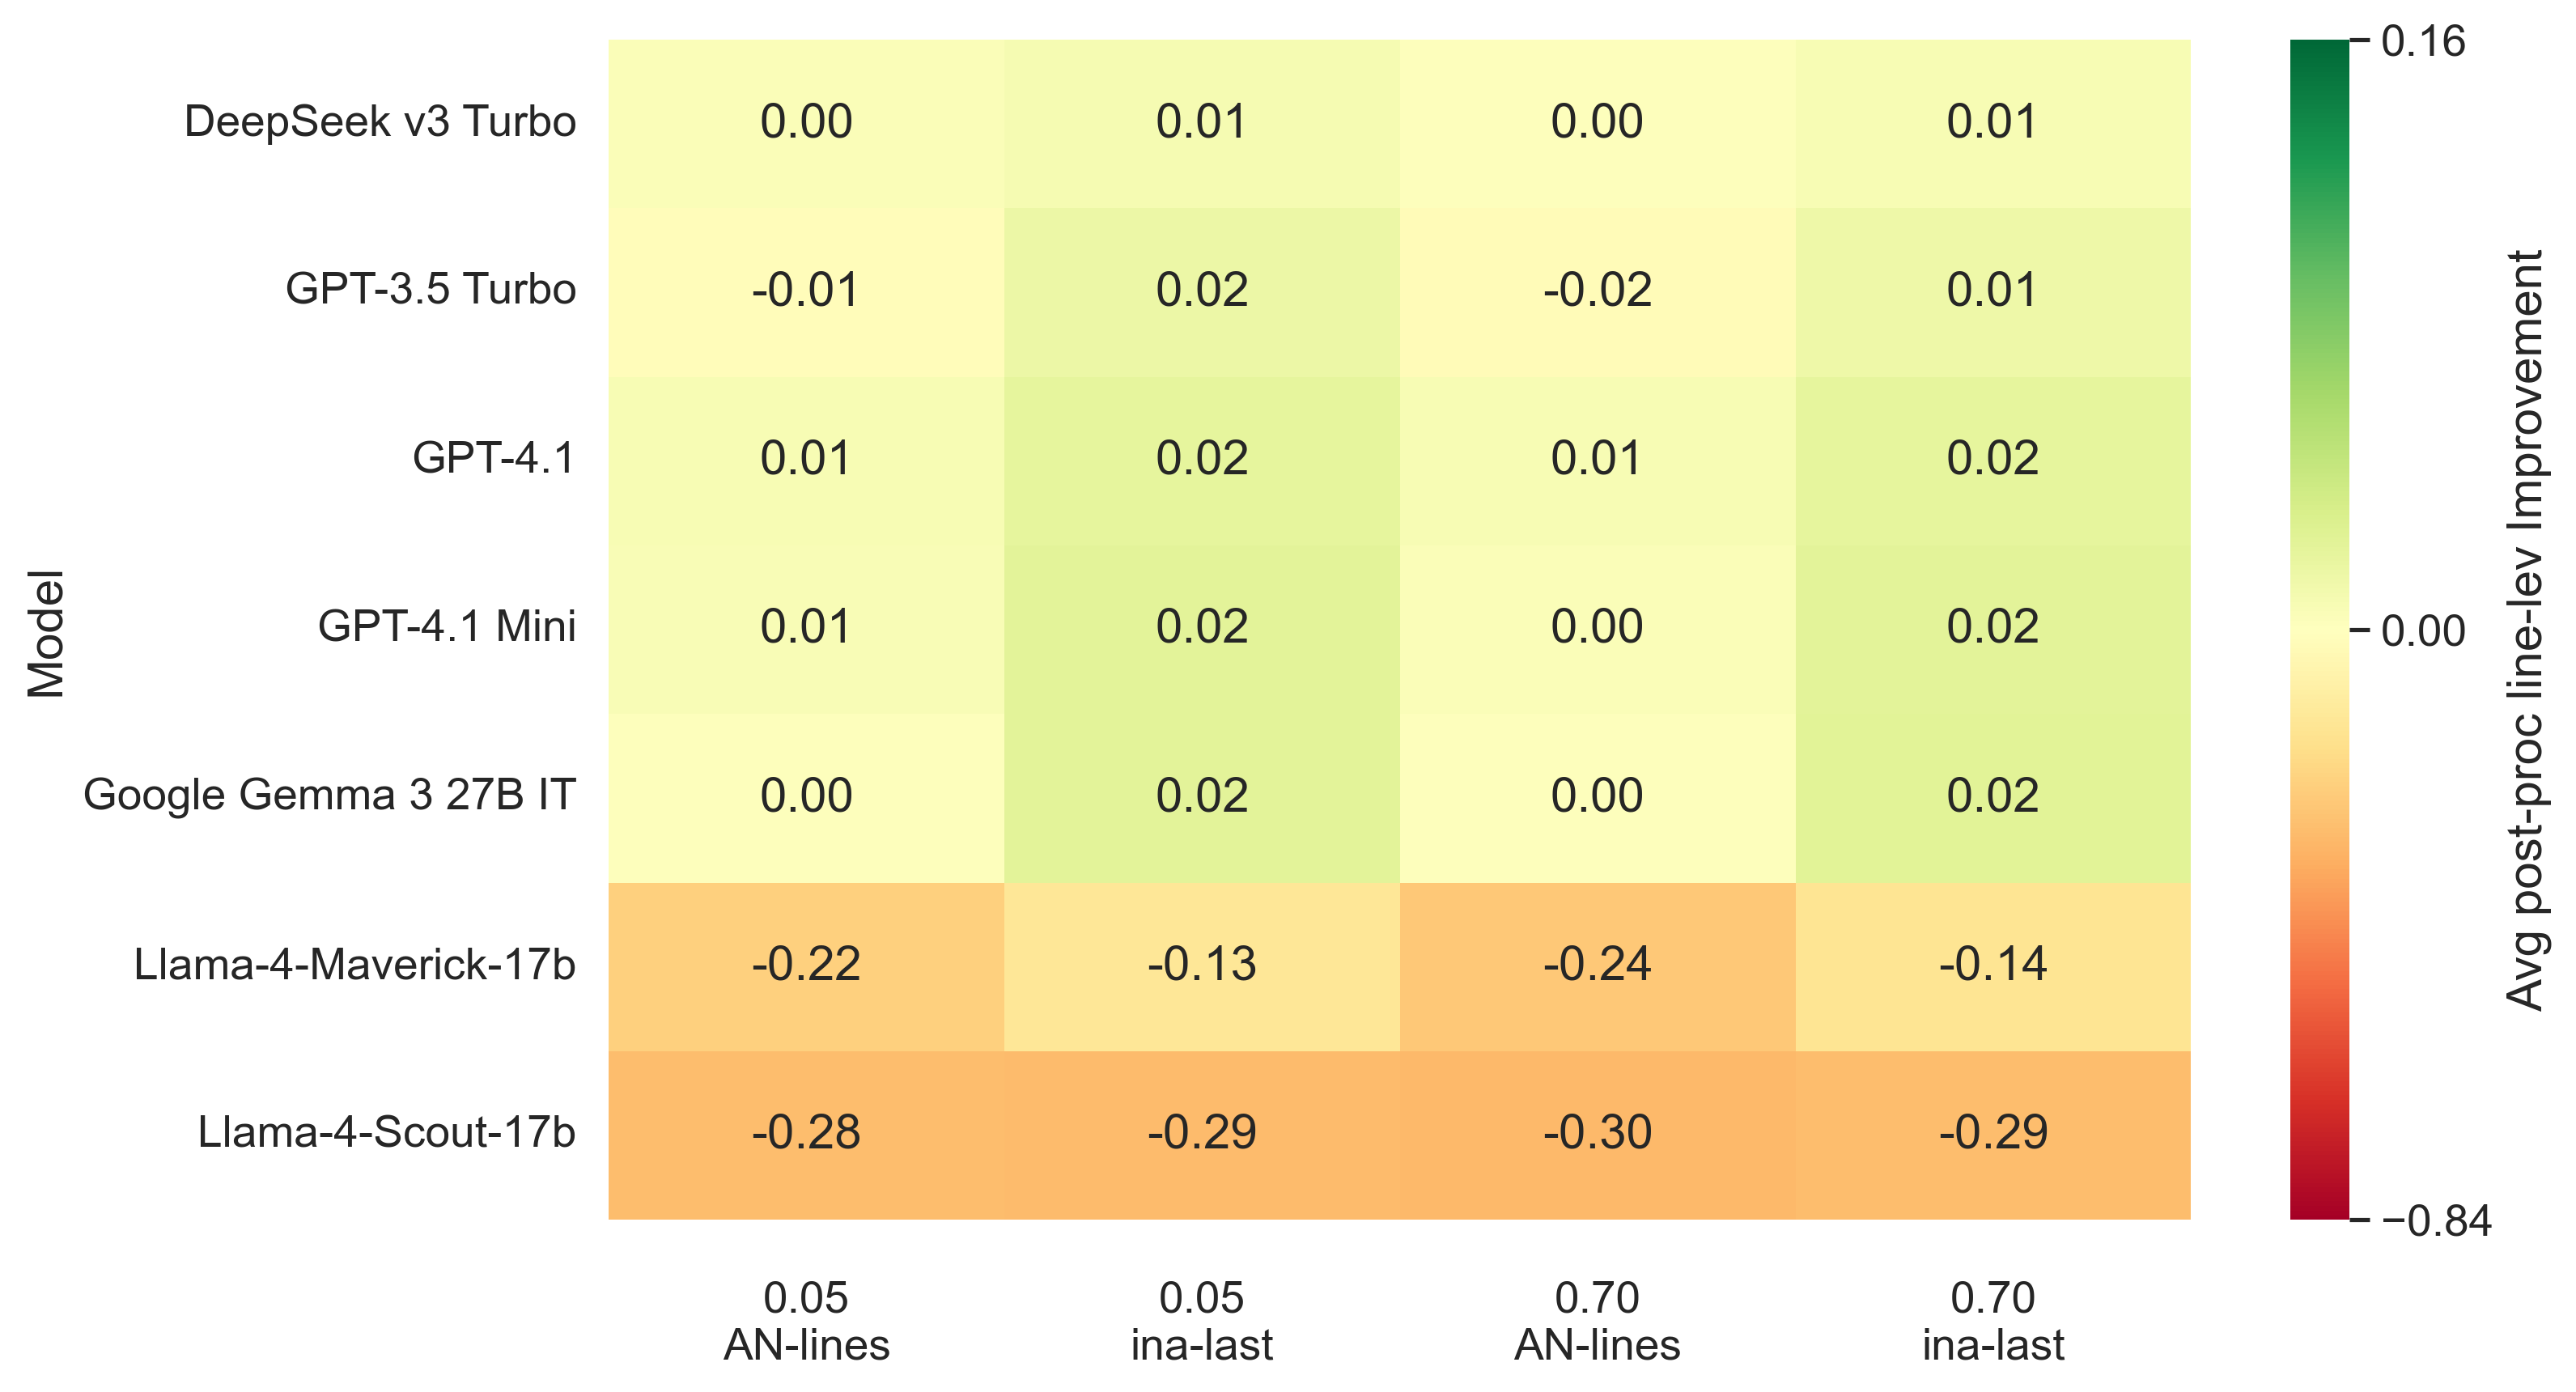 Model
DeepSeek v3 Turbo 0.00 0.01 0.00 0.01
GPT-3.5 Turbo -0.01 0.02 -0.02 0.01
GPT-4.1 0.01 0.02 0.01 0.02
GPT-4.1 Mini 0.01 0.02 0.00 0.02
Google Gemma 3 27B IT 0.00 0.02 0.00 0.02
Llama-4-Maverick-17b -0.22 -0.13 -0.24 -0.14
Llama-4-Scout-17b -0.28 -0.29 -0.30 -0.29
0.05 0.05 0.70 0.70
AN-lines ina-last AN-lines ina-last
0.16
0.00
−0.84
Avg post-proc line-lev Improvement